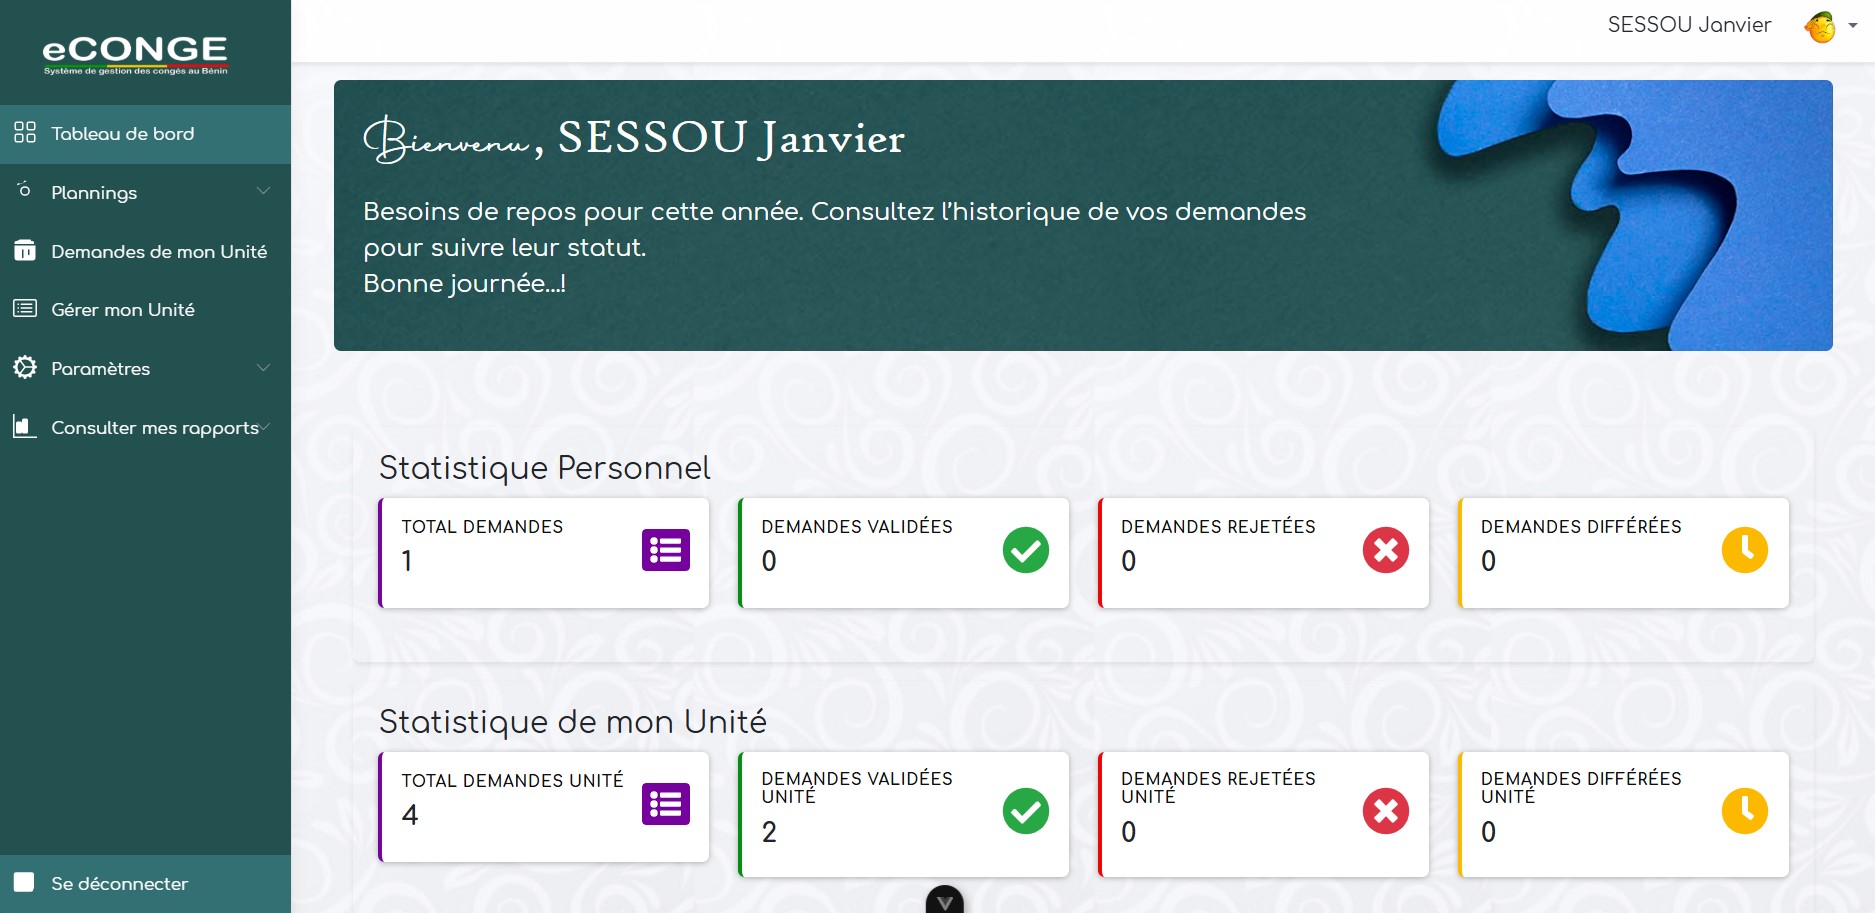 eCONGE
Système de gestion des congés au Bénin
Tableau de bord
Plannings
Demandes de mon Unité
Gérer mon Unité
Paramètres
Consulter mes rapports
Se déconnecter
SESSOU Janvier
Bienvenu, SESSOU Janvier
Besoins de repos pour cette année. Consultez l’historique de vos demandes
pour suivre leur statut.
Bonne journée...!
Statistique Personnel
TOTAL DEMANDES
1
DEMANDES VALIDÉES
0
DEMANDES REJETÉES
0
DEMANDES DIFFÉRÉES
0
Statistique de mon Unité
TOTAL DEMANDES UNITÉ
4
DEMANDES VALIDÉES
UNITÉ
2
DEMANDES REJETÉES
UNITÉ
0
DEMANDES DIFFÉRÉES
UNITÉ
0